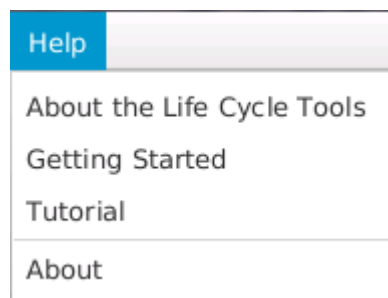 Help
About the Life Cycle Tools
Getting Started
Tutorial
About